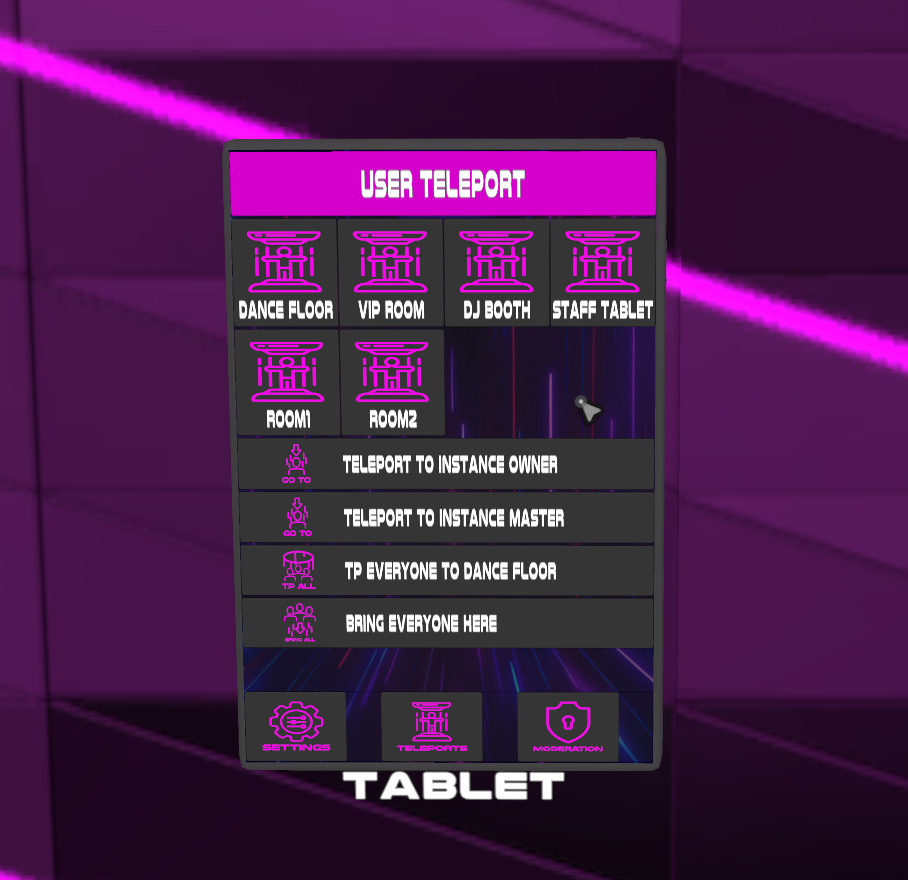 USER TELEPORT
DANCE FLOOR
VIP ROOM
DJ BOOTH
STAFF TABLET
ROOM1
ROOM2
GO TO
TELEPORT TO INSTANCE OWNER
GO TO
TELEPORT TO INSTANCE MASTER
TP ALL
TP EVERYONE TO DANCE FLOOR
BRING ALL
BRING EVERYONE HERE
SETTINGS
TELEPORTS
MODERATION
TABLET